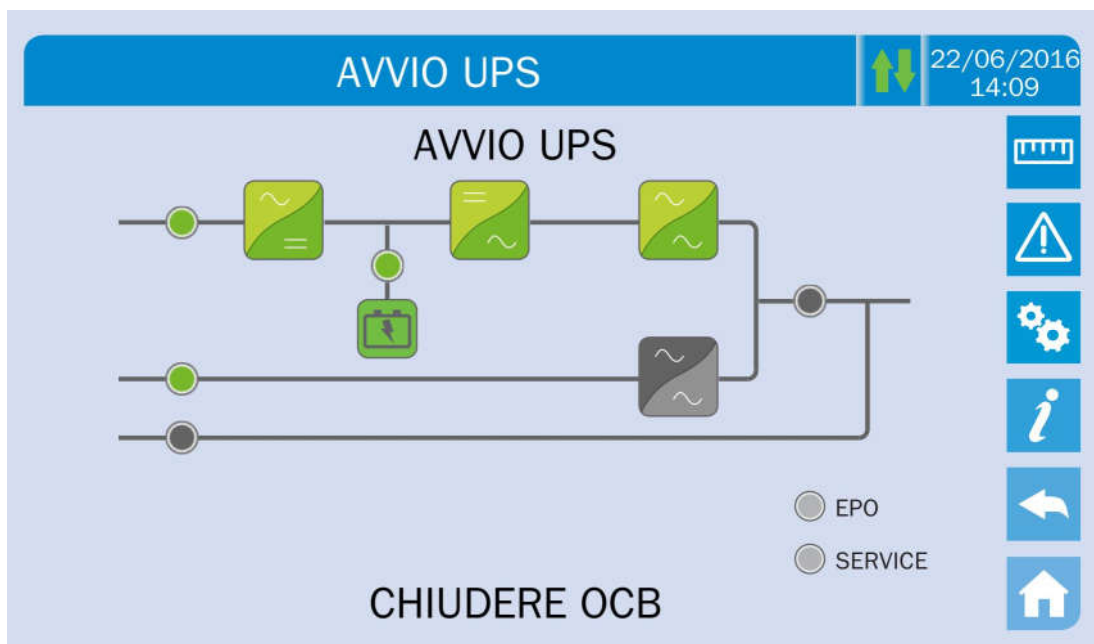 AVVIO UPS
22/06/2016
14:09
AVVIO UPS
EPO
SERVICE
CHIUDERE OCB